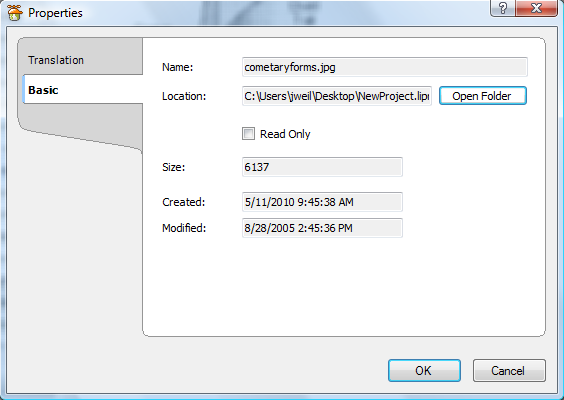 Properties
Translation
Basic
Name: cometaryforms.jpg
Location: C:\Users\jweil\Desktop\NewProject.lipr Open Folder
Read Only
Size: 6137
Created: 5/11/2010 9:45:38 AM
Modified: 8/28/2005 2:45:36 PM
OK Cancel